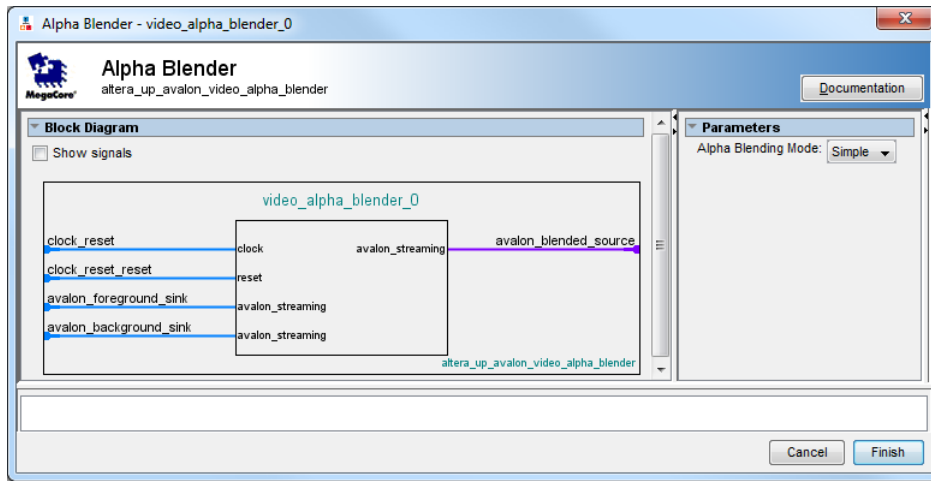 Alpha Blender - video_alpha_blender_0
MegaCore®
Alpha Blender
altera_up_avalon_video_alpha_blender
Documentation
Block Diagram
Show signals
video_alpha_blender_0
clock_reset
clock
avalon_streaming
avalon_blended_source
clock_reset_reset
reset
avalon_foreground_sink
avalon_streaming
avalon_background_sink
avalon_streaming
altera_up_avalon_video_alpha_blender
Parameters
Alpha Blending Mode: Simple
Cancel
Finish